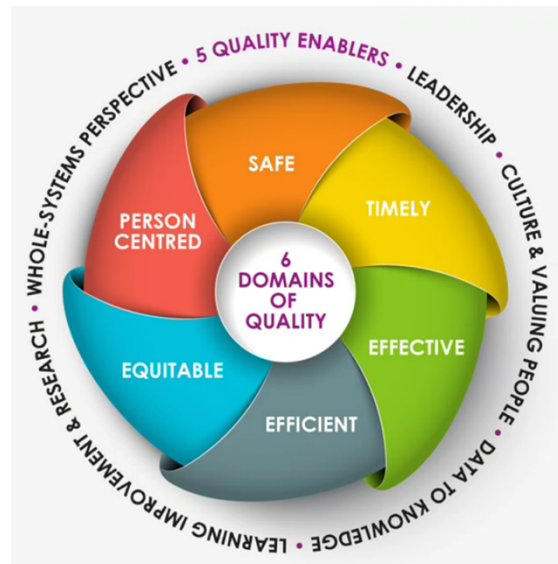 5 QUALITY ENABLERS • LEADERSHIP • CULTURE & VALUING PEOPLE • DATA TO KNOWLEDGE • LEARNING IMPROVEMENT & RESEARCH • WHOLE-SYSTEMS PERSPECTIVE •
SAFE
TIMELY
EFFECTIVE
EFFICIENT
EQUITABLE
PERSON
CENTRED
6
DOMAINS
OF
QUALITY